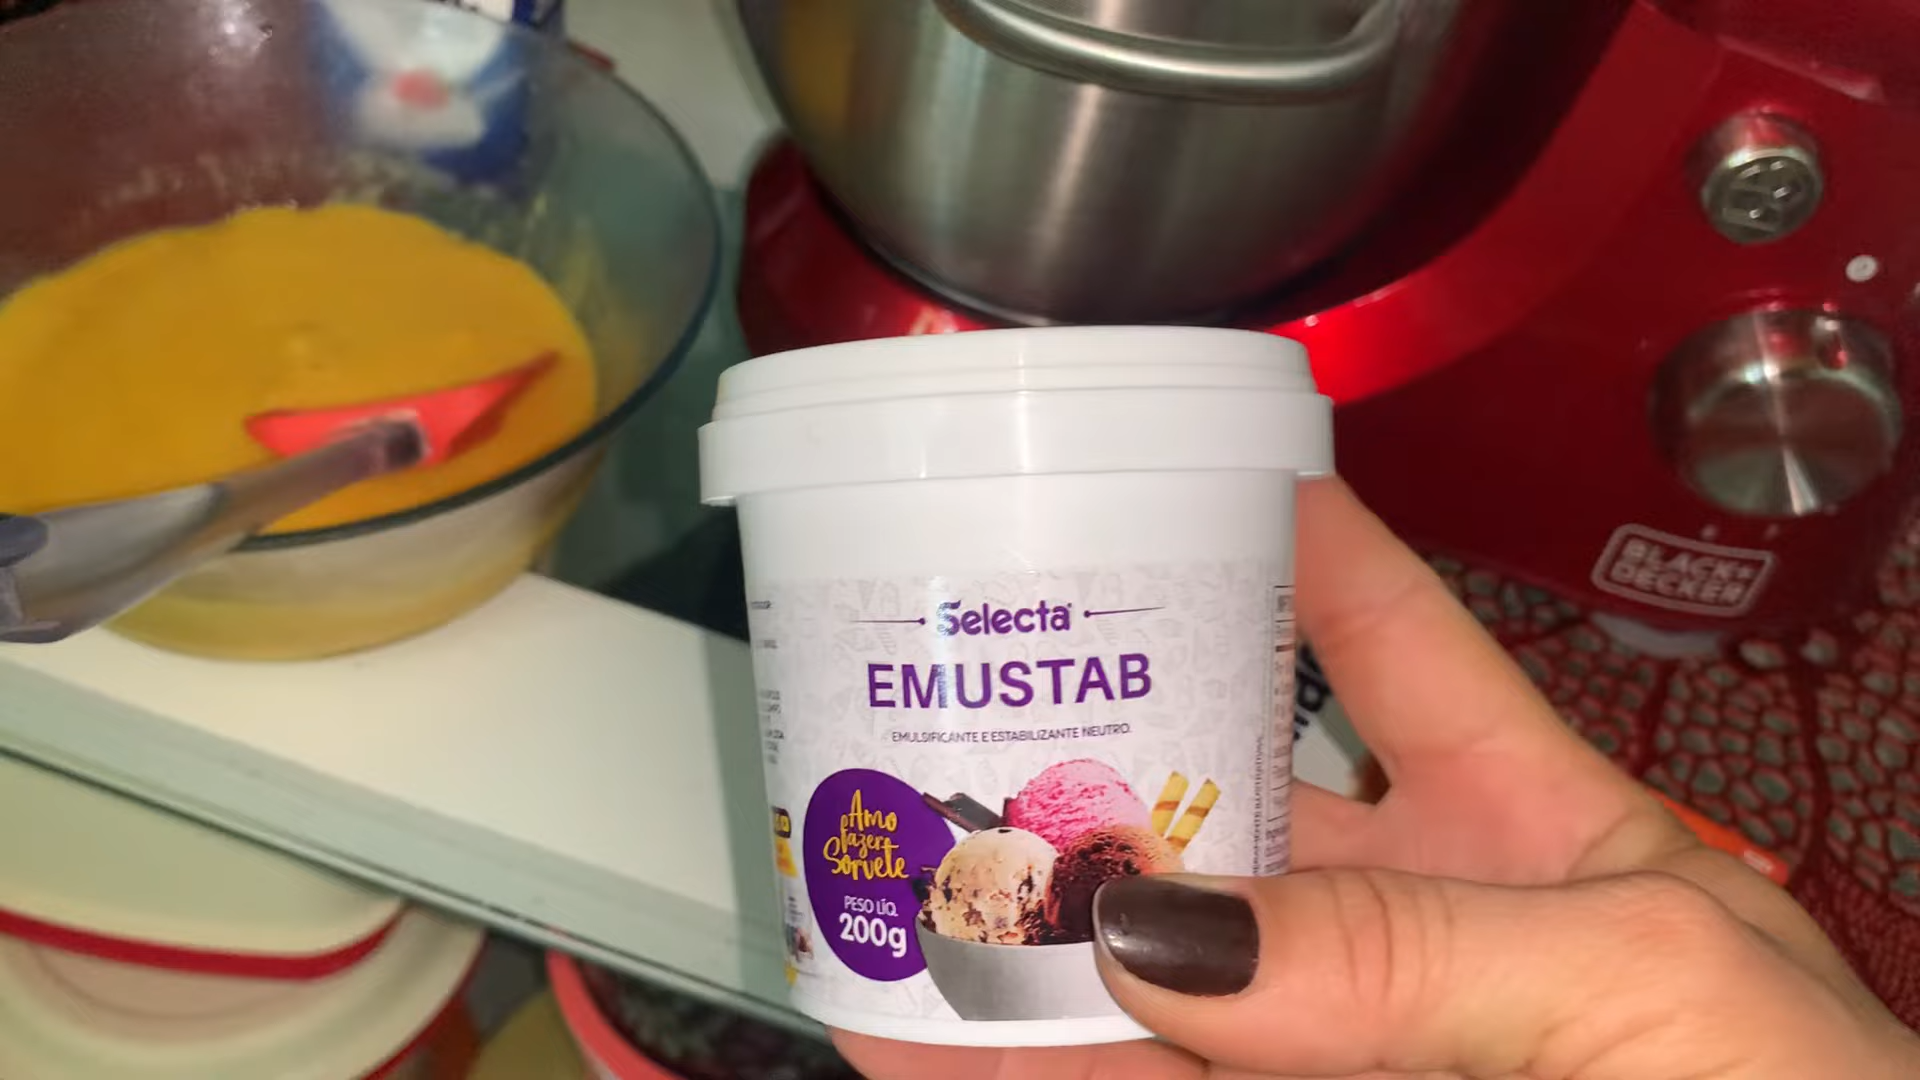 Selecta
EMUSTAB
EMULSIFICANTE E ESTABILIZANTE NEUTRO.
Amo
fazer
Sorvete
PESO LÍQ.
200g
BLACK+
DECKER